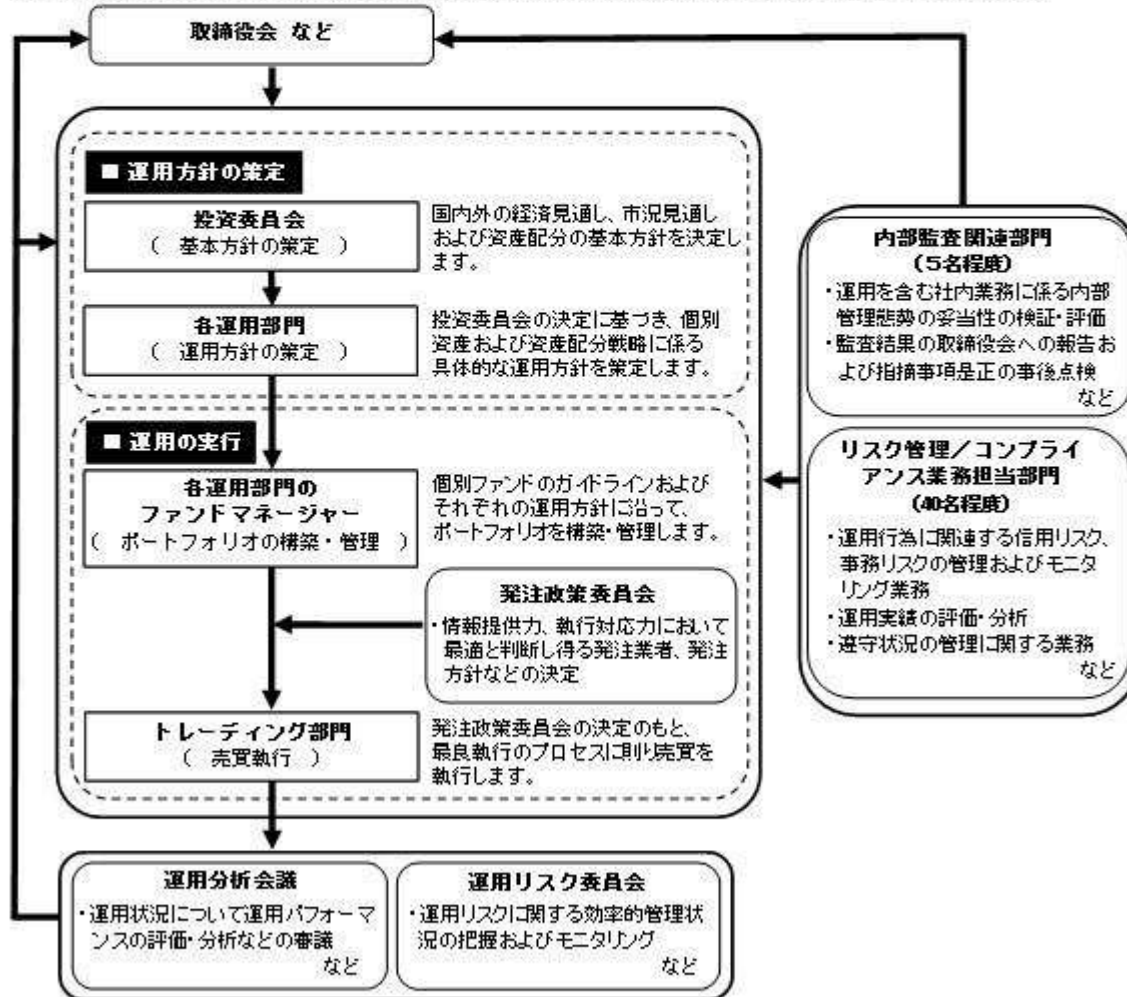 取締役会 など
■ 運用方針の策定
投資委員会
( 基本方針の策定 )
国内外の経済見通し、市況見通し
および資産配分の基本方針を決定し
ます。
各運用部門
( 運用方針の策定 )
投資委員会の決定に基づき、個別
資産および資産配分戦略に係る
具体的な運用方針を策定します。
■ 運用の実行
各運用部門の
ファンドマネージャー
( ポートフォリオの構築・管理 )
個別ファンドのガイドラインおよび
それぞれの運用方針に沿って、
ポートフォリオを構築・管理します。
発注政策委員会
・情報提供力、執行対応力において
最適と判断し得る発注業者、発注
方針などの決定
トレーディング部門
( 売買執行 )
発注政策委員会の決定のもと、
最良執行のプロセスに則り売買を
執行します。
運用分析会議
・運用状況について運用パフォーマ
ンスの評価・分析などの審議
など
運用リスク委員会
・運用リスクに関する効率的管理状
況の把握およびモニタリング
など
内部監査関連部門
(5名程度)
・運用を含む社内業務に係る内部
管理態勢の妥当性の検証・評価
・監査結果の取締役会への報告お
よび指摘事項是正の事後点検
など
リスク管理/コンプライ
アンス業務担当部門
(40名程度)
・運用行為に関連する信用リスク、
事務リスクの管理およびモニタ
リング業務
・運用実績の評価・分析
・遵守状況の管理に関する業務
など